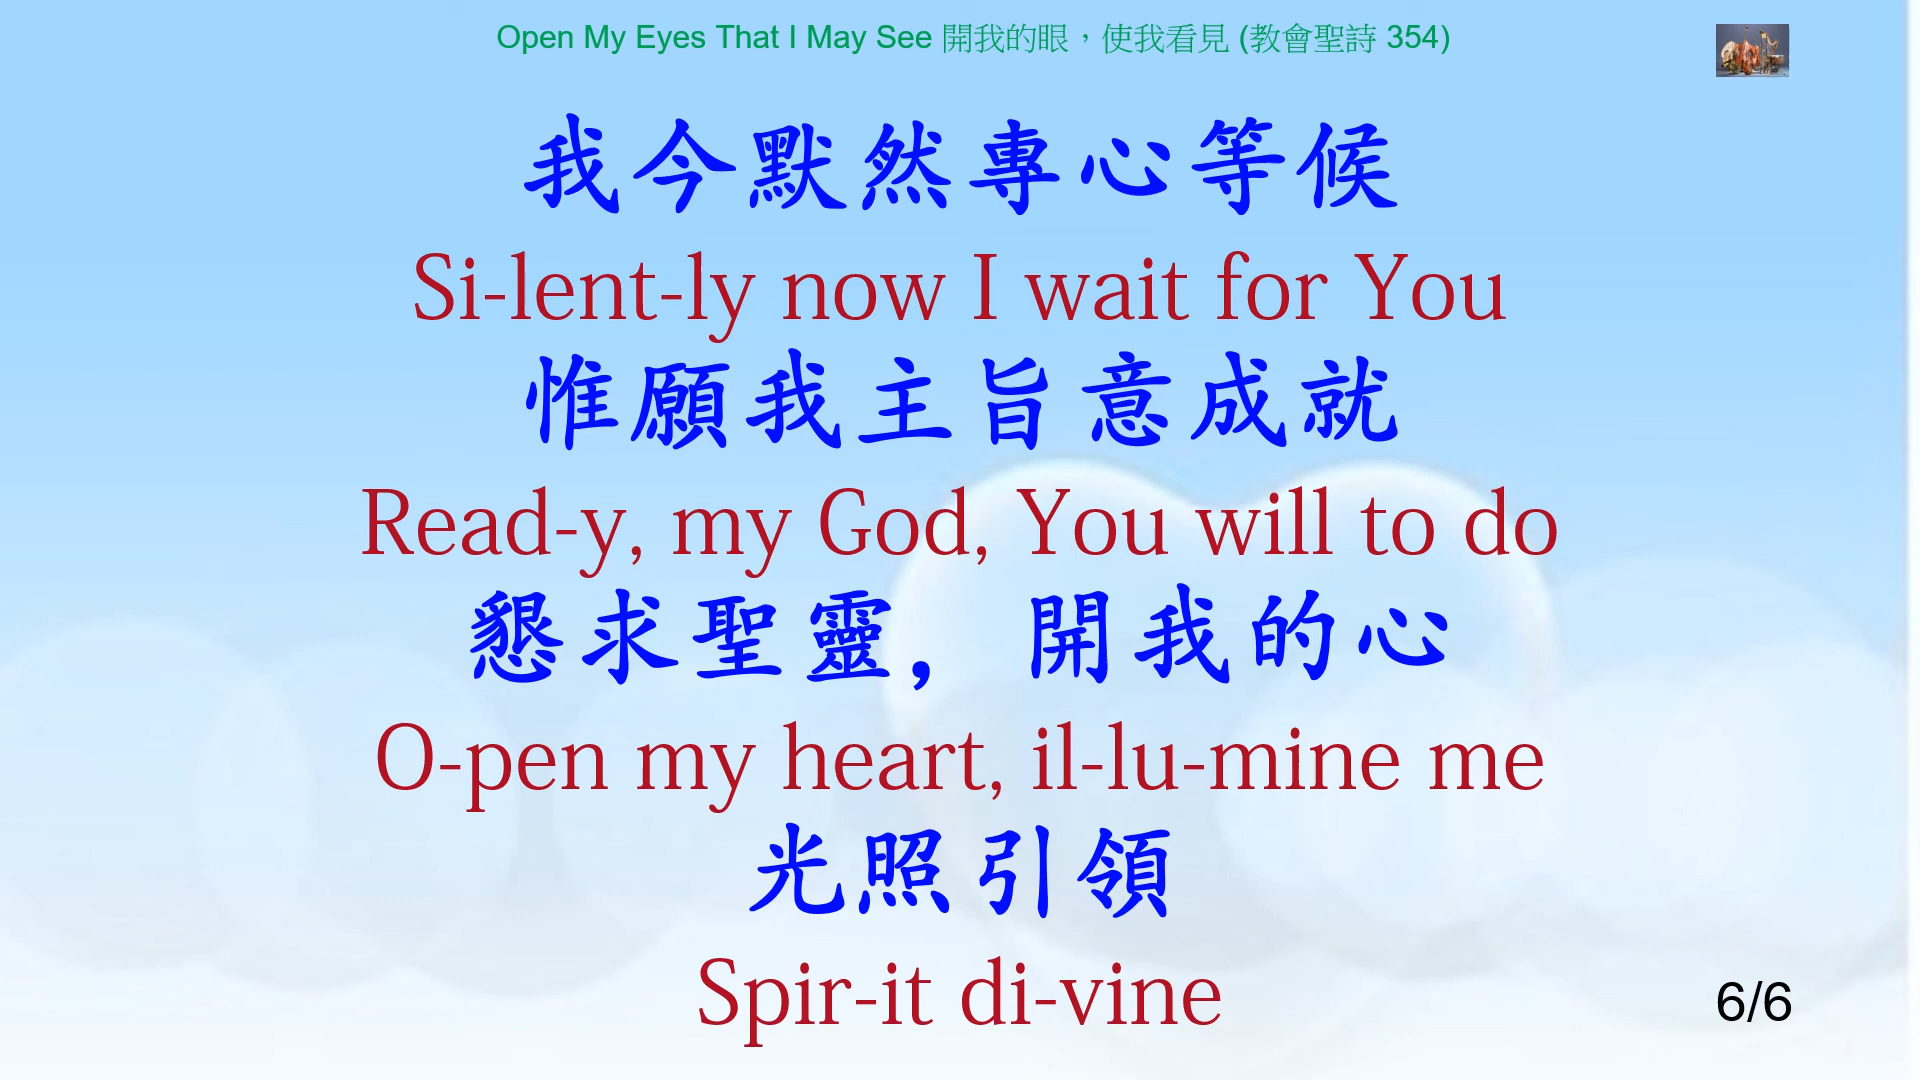 Open My Eyes That I May See 開我的眼，使我看見 (教會聖詩 354)
我今默然專心等候
Si-lent-ly now I wait for You
惟願我主旨意成就
Read-y, my God, You will to do
懇求聖靈，開我的心
O-pen my heart, il-lu-mine me
光照引領
Spir-it di-vine
6/6